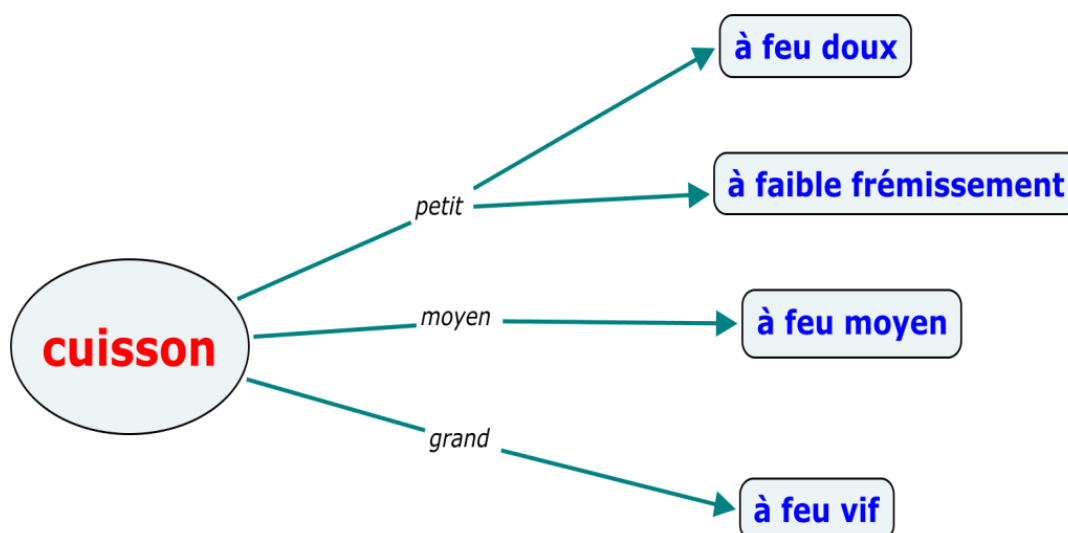 à feu doux
à faible frémissement
petit
moyen
à feu moyen
cuisson
grand
à feu vif